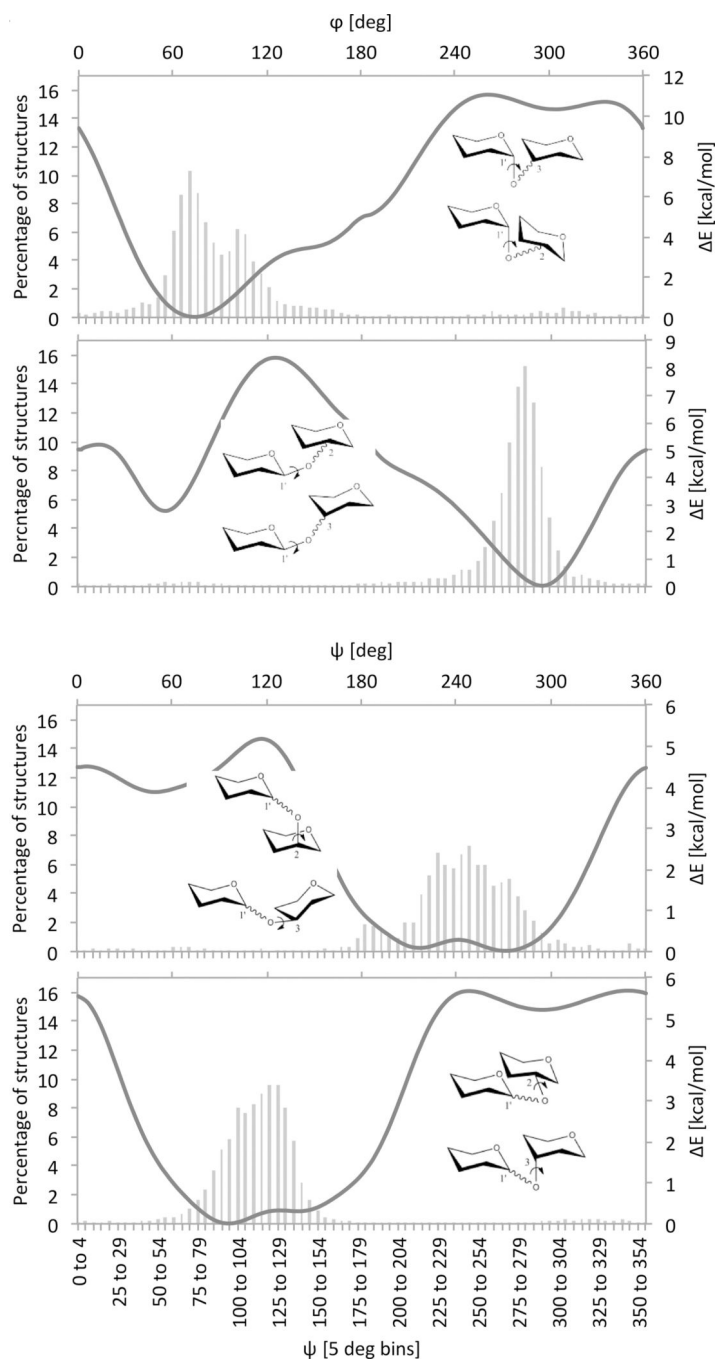 φ [deg]
0 60 120 180 240 300 360
Percentage of structures
16
14
12
10
8
6
4
2
0
12
10
8
6
4
2
0
ΔE [kcal/mol]
O O
1' 3
O
O O
1'
O 2
Percentage of structures
16
14
12
10
8
6
4
2
0
9
8
7
6
5
4
3
2
1
0
ΔE [kcal/mol]
O
O 2
O
1'
O
O 3
O
1'
ψ [deg]
0 60 120 180 240 300 360
Percentage of structures
16
14
12
10
8
6
4
2
0
6
5
4
3
2
1
0
ΔE [kcal/mol]
O
1' O
O
2
O O
1' O 3
Percentage of structures
16
14
12
10
8
6
4
2
0
6
5
4
3
2
1
0
ΔE [kcal/mol]
O
O 2
1' O
O O
3
1'
O
0 to 4
25 to 29
50 to 54
75 to 79
100 to 104
125 to 129
150 to 154
175 to 179
200 to 204
225 to 229
250 to 254
275 to 279
300 to 304
325 to 329
350 to 354
ψ [5 deg bins]